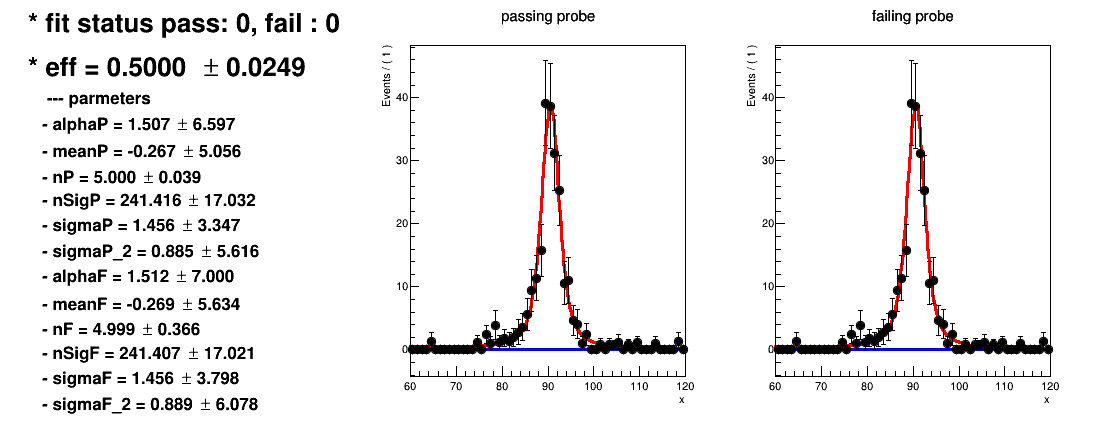 * fit status pass: 0, fail : 0
* eff = 0.5000 ± 0.0249
--- parmeters
- alphaP = 1.507 ± 6.597
- meanP = -0.267 ± 5.056
- nP = 5.000 ± 0.039
- nSigP = 241.416 ± 17.032
- sigmaP = 1.456 ± 3.347
- sigmaP_2 = 0.885 ± 5.616
- alphaF = 1.512 ± 7.000
- meanF = -0.269 ± 5.634
- nF = 4.999 ± 0.366
- nSigF = 241.407 ± 17.021
- sigmaF = 1.456 ± 3.798
- sigmaF_2 = 0.889 ± 6.078
passing probe
Events / ( 1 )
40
30
20
10
0
60 70 80 90 100 110 120
x
failing probe
Events / ( 1 )
40
30
20
10
0
60 70 80 90 100 110 120
x